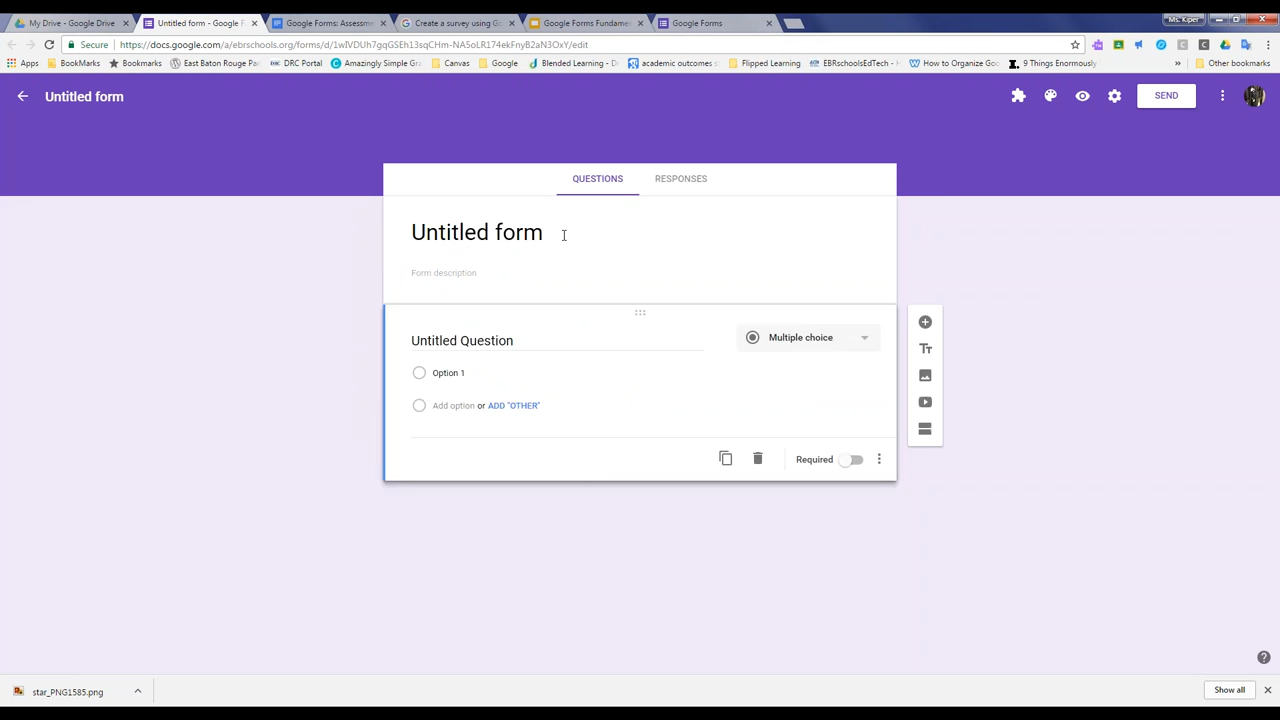 My Drive - Google Drive
Untitled form - Google F
Google Forms: Assessm
Create a survey using Go
Google Forms Fundame
Google Forms
Ms. Kiper
Secure
https://docs.google.com/a/ebrschools.org/forms/d/1wIVDUh7gqGSEh13sqCHm-NA5oLR174ekFnyB2aN3OxY/edit
Apps
BookMarks
Bookmarks
East Baton Rouge Pa
DRC Portal
Amazingly Simple Gra
Canvas
Google
Blended Learning - D
academic outcomes s
Flipped Learning
EBRschoolsEdTech - H
How to Organize Goo
9 Things Enormously
»
Other bookmarks
Untitled form
SEND
QUESTIONS
RESPONSES
Untitled form
Form description
Untitled Question
Multiple choice
Option 1
Add option or ADD "OTHER"
Required
star_PNG1585.png
Show all